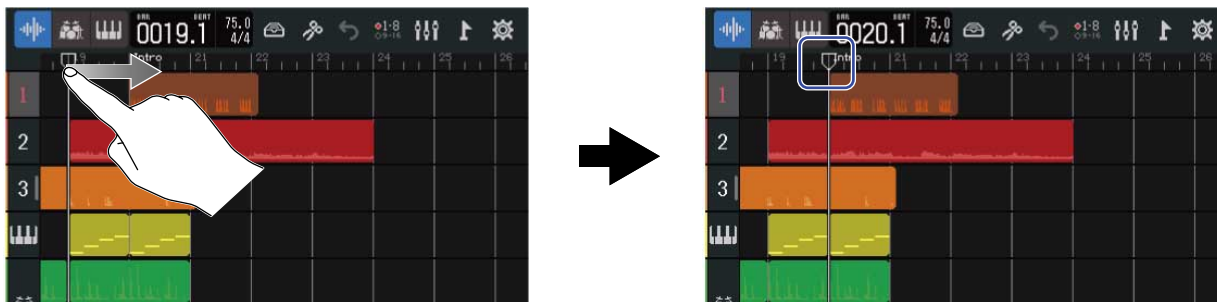 BAR BEAT
0019.1 75.0 4/4 1-8 9-16
Intro 21 22 23 24 25 26
1
2
3
BAR BEAT
0020.1 75.0 4/4 1-8 9-16
19 Intro 21 22 23 24 25 26
1
2
3